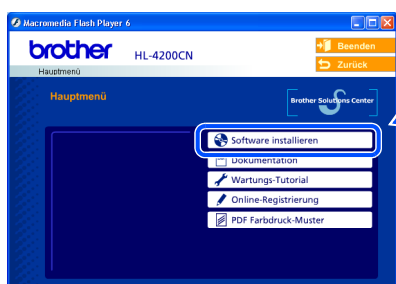 Macromedia Flash Player 6
brother HL-4200CN
Beenden
Zurück
Hauptmenü
Hauptmenü
Brother Solutions Center
Software installieren
Dokumentation
Wartungs-Tutorial
Online-Registrierung
PDF Farbdruck-Muster